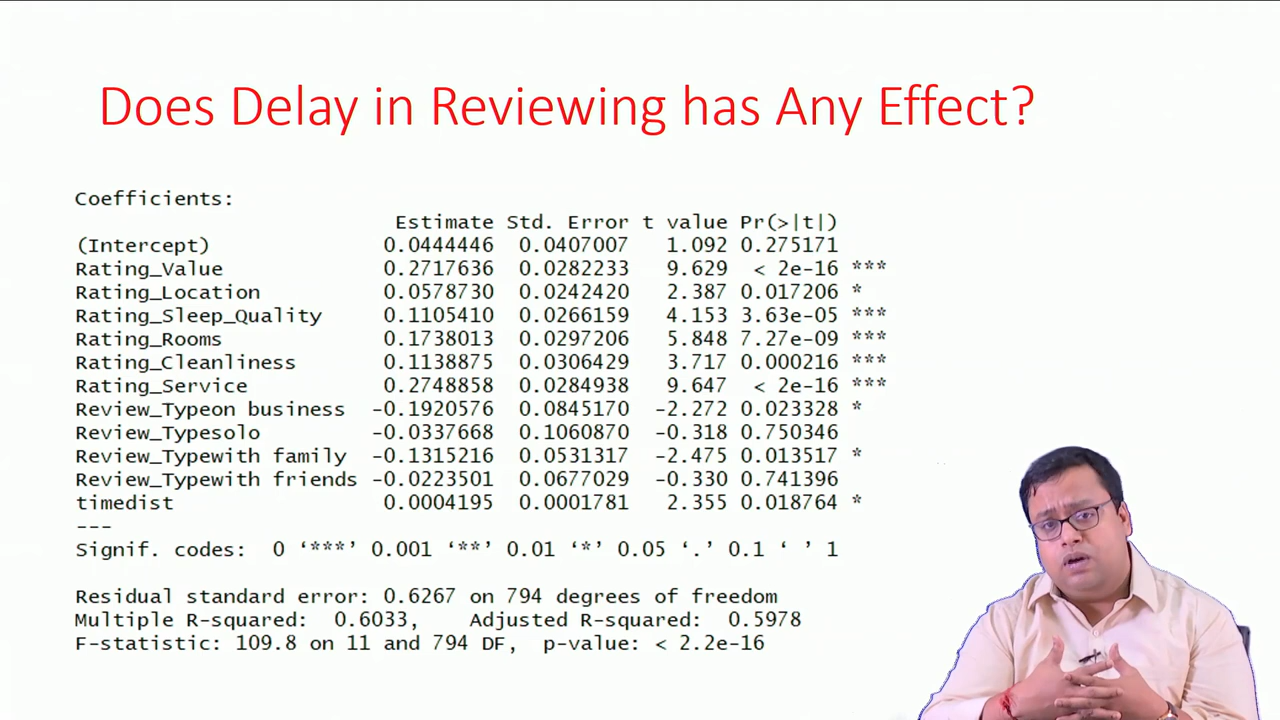 Does Delay in Reviewing has Any Effect?
Coefficients:
Estimate Std. Error t value Pr(>|t|)
(Intercept) 0.0444446 0.0407007 1.092 0.275171
Rating_Value 0.2717636 0.0282233 9.629 < 2e-16 ***
Rating_Location 0.0578730 0.0242420 2.387 0.017206 *
Rating_Sleep_Quality 0.1105410 0.0266159 4.153 3.63e-05 ***
Rating_Rooms 0.1738013 0.0297206 5.848 7.27e-09 ***
Rating_Cleanliness 0.1138875 0.0306429 3.717 0.000216 ***
Rating_Service 0.2748858 0.0284938 9.647 < 2e-16 ***
Review_Typeon business -0.1920576 0.0845170 -2.272 0.023328 *
Review_Typesolo -0.0337668 0.1060870 -0.318 0.750346
Review_Typewith family -0.1315216 0.0531317 -2.475 0.013517 *
Review_Typewith friends -0.0223501 0.0677029 -0.330 0.741396
timedist 0.0004195 0.0001781 2.355 0.018764 *
---
Signif. codes: 0 ‘***’ 0.001 ‘**’ 0.01 ‘*’ 0.05 ‘.’ 0.1 ‘ ’ 1
Residual standard error: 0.6267 on 794 degrees of freedom
Multiple R-squared: 0.6033, Adjusted R-squared: 0.5978
F-statistic: 109.8 on 11 and 794 DF, p-value: < 2.2e-16